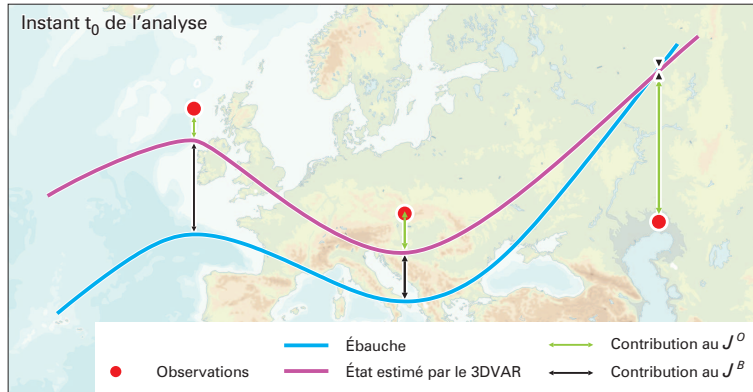 Instant t₀ de l'analyse
Ébauche
Contribution au J^O
Observations
État estimé par le 3DVAR
Contribution au J^B